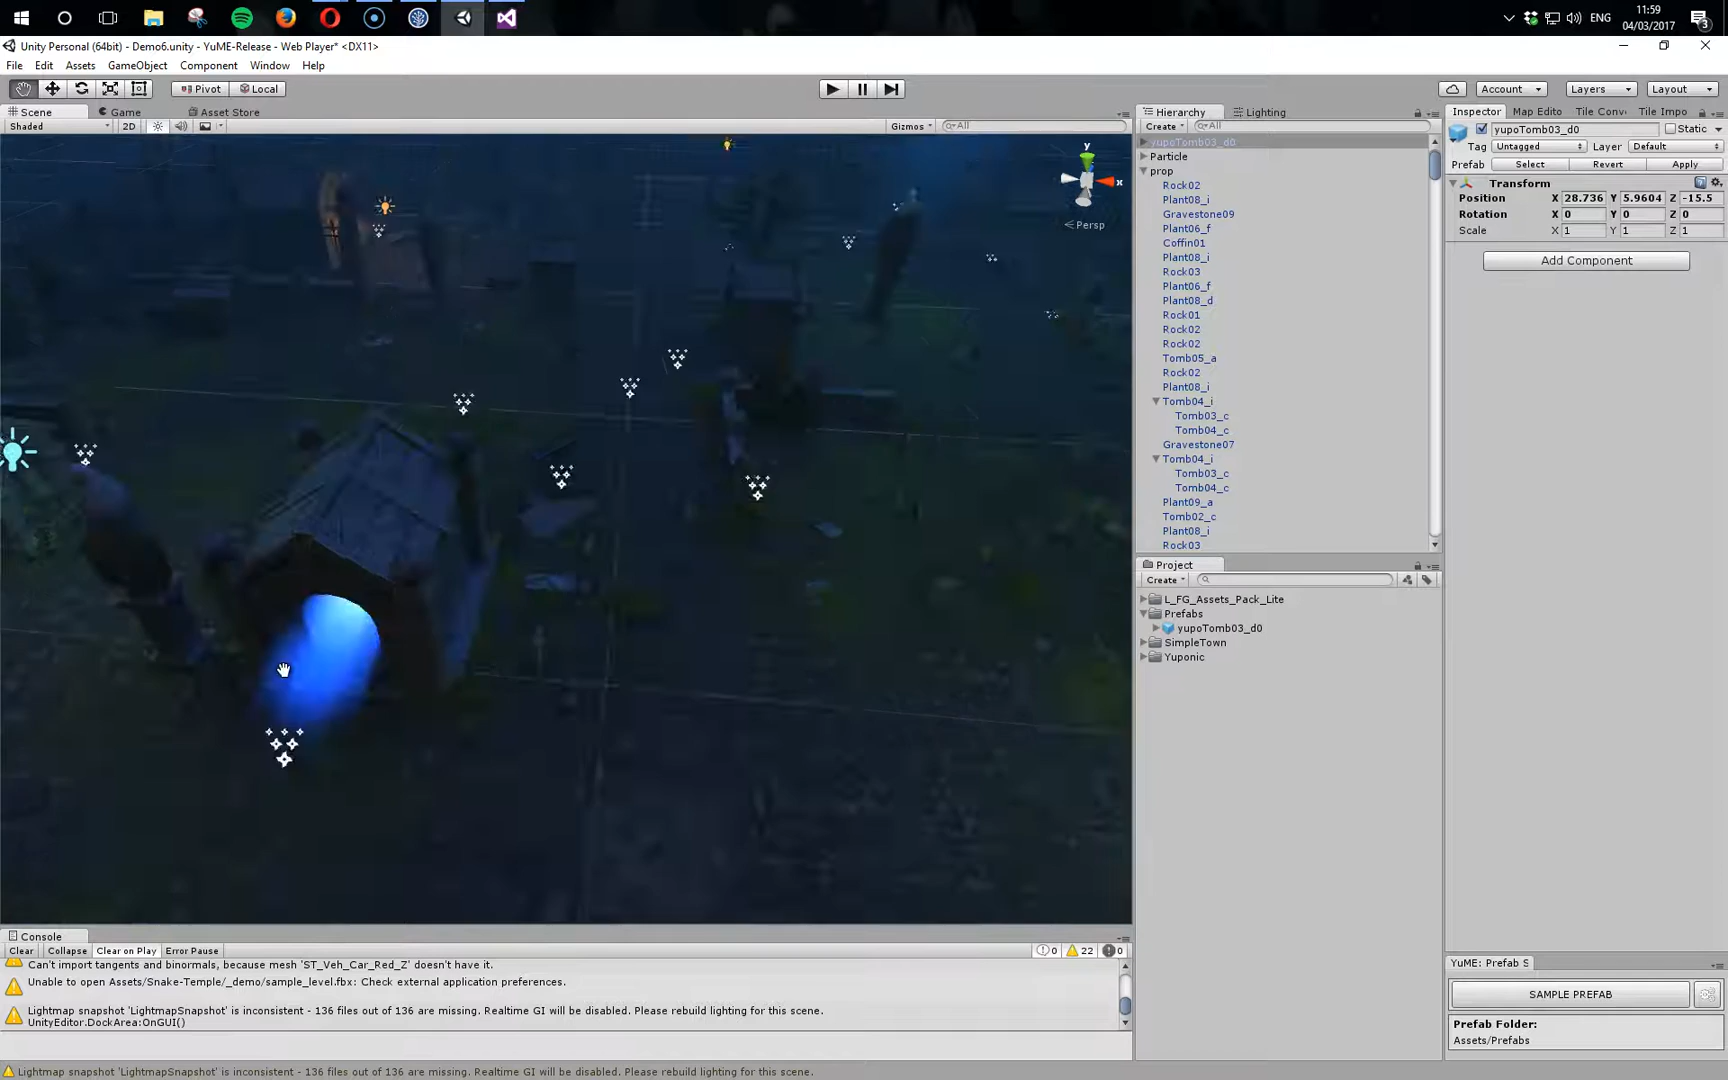 ENG
11:59
04/03/2017
3
Unity Personal (64bit) - Demo6.unity - YuME-Release - Web Player* <DX11>
File Edit Assets GameObject Component Window Help
Pivot Local
Account Layers Layout
Scene Game Asset Store
Shaded 2D Gizmos All
y
x
Persp
Hierarchy Lighting
Create All
yupoTomb03_d0
Particle
prop
Rock02
Plant08_i
Gravestone09
Plant06_f
Coffin01
Plant08_i
Rock03
Plant06_f
Plant08_d
Rock01
Rock02
Rock02
Tomb05_a
Rock02
Plant08_i
Tomb04_i
Tomb03_c
Tomb04_c
Gravestone07
Tomb04_i
Tomb03_c
Tomb04_c
Plant09_a
Tomb02_c
Plant08_i
Rock03
Project
Create
L_FG_Assets_Pack_Lite
Prefabs
yupoTomb03_d0
SimpleTown
Yuponic
Inspector Map Edito Tile Conv Tile Impo
yupoTomb03_d0 Static
Tag Untagged Layer Default
Prefab Select Revert Apply
Transform
Position X 28.736 Y 5.9604 Z -15.5
Rotation X 0 Y 0 Z 0
Scale X 1 Y 1 Z 1
Add Component
YuME: Prefab S
SAMPLE PREFAB
Prefab Folder:
Assets/Prefabs
Console
Clear Collapse Clear on Play Error Pause 0 22 0
Can't import tangents and binormals, because mesh 'ST_Veh_Car_Red_Z' doesn't have it.
Unable to open Assets/Snake-Temple/_demo/sample_level.fbx: Check external application preferences.
Lightmap snapshot 'LightmapSnapshot' is inconsistent - 136 files out of 136 are missing. Realtime GI will be disabled. Please rebuild lighting for this scene.
UnityEditor.DockArea:OnGUI()
Lightmap snapshot 'LightmapSnapshot' is inconsistent - 136 files out of 136 are missing. Realtime GI will be disabled. Please rebuild lighting for this scene.